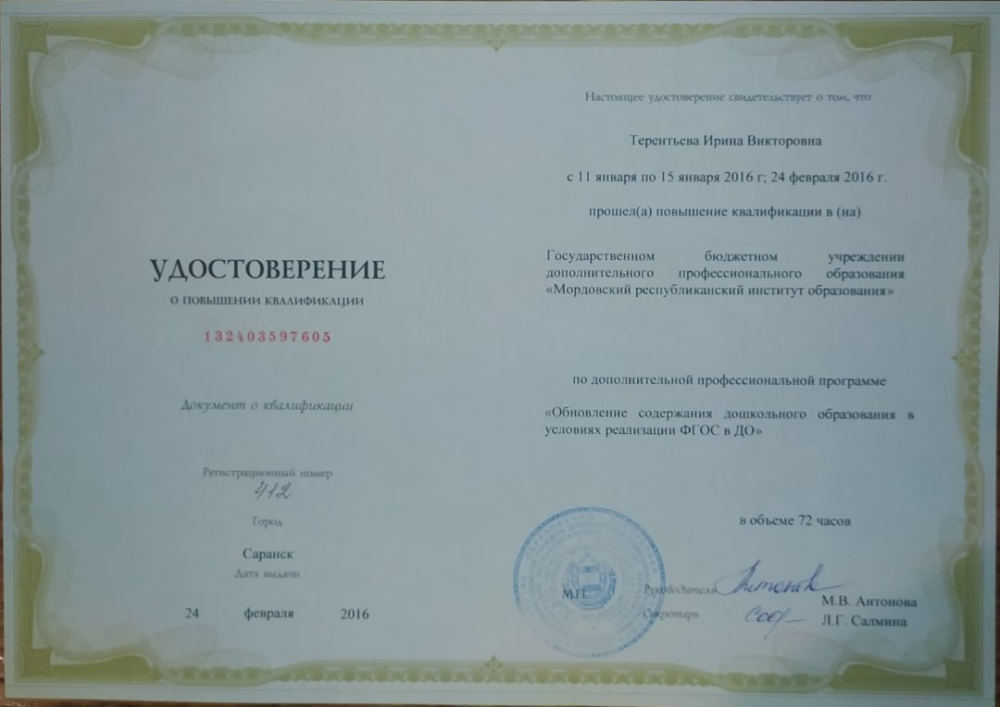 УДОСТОВЕРЕНИЕ
О ПОВЫШЕНИИ КВАЛИФИКАЦИИ
132403597605
Документ о квалификации
Регистрационный номер
412
Город
Саранск
Дата выдачи
24 февраля 2016
Настоящее удостоверение свидетельствует о том, что
Терентьева Ирина Викторовна
с 11 января по 15 января 2016 г; 24 февраля 2016 г.
прошел(а) повышение квалификации в (на)
Государственном бюджетном учреждении
дополнительного профессионального образования
«Мордовский республиканский институт образования»
по дополнительной профессиональной программе
«Обновление содержания дошкольного образования в
условиях реализации ФГОС в ДО»
в объеме 72 часов
М.П.
Руководитель
М.В. Антонова
Секретарь
Л.Г. Салмина